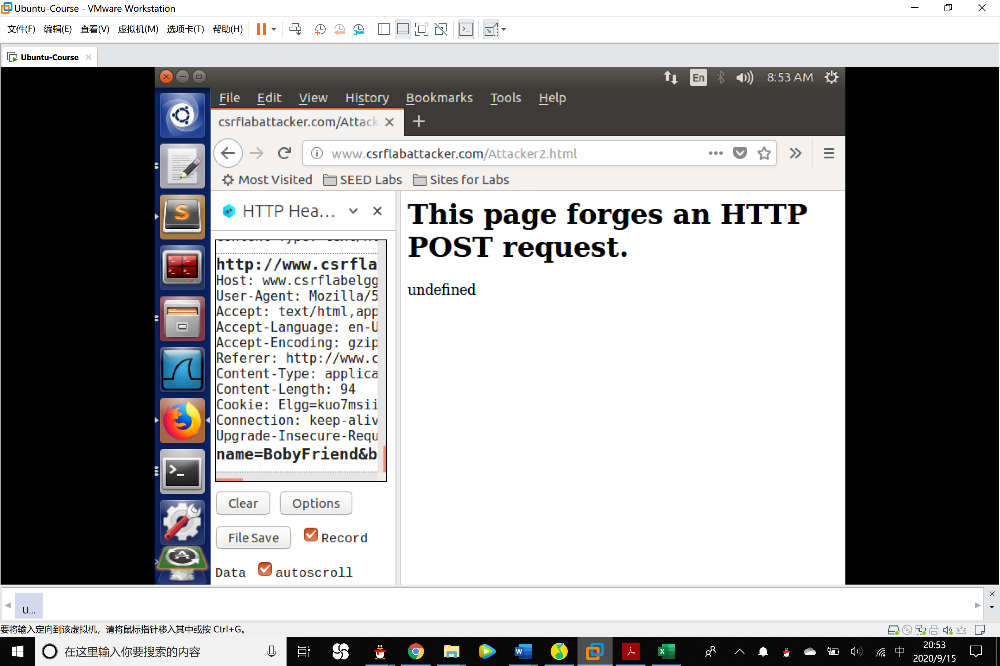 Ubuntu-Course - VMware Workstation
文件(F) 编辑(E) 查看(V) 虚拟机(M) 选项卡(T) 帮助(H)
Ubuntu-Course
En 8:53 AM
File Edit View History Bookmarks Tools Help
csrflabattacker.com/Attack
www.csrflabattacker.com/Attacker2.html
Most Visited SEED Labs Sites for Labs
HTTP Hea...
http://www.csrfla
Host: www.csrflabelgg
User-Agent: Mozilla/5
Accept: text/html,app
Accept-Language: en-U
Accept-Encoding: gzip
Referer: http://www.c
Content-Type: applica
Content-Length: 94
Cookie: Elgg=kuo7msii
Connection: keep-aliv
Upgrade-Insecure-Requ
name=BobyFriend&b
Clear Options
File Save Record
Data autoscroll
This page forges an HTTP
POST request.
undefined
U...
要将输入定向到该虚拟机，请将鼠标指针移入其中或按 Ctrl+G。
在这里输入你要搜索的内容
中
20:53
2020/9/15